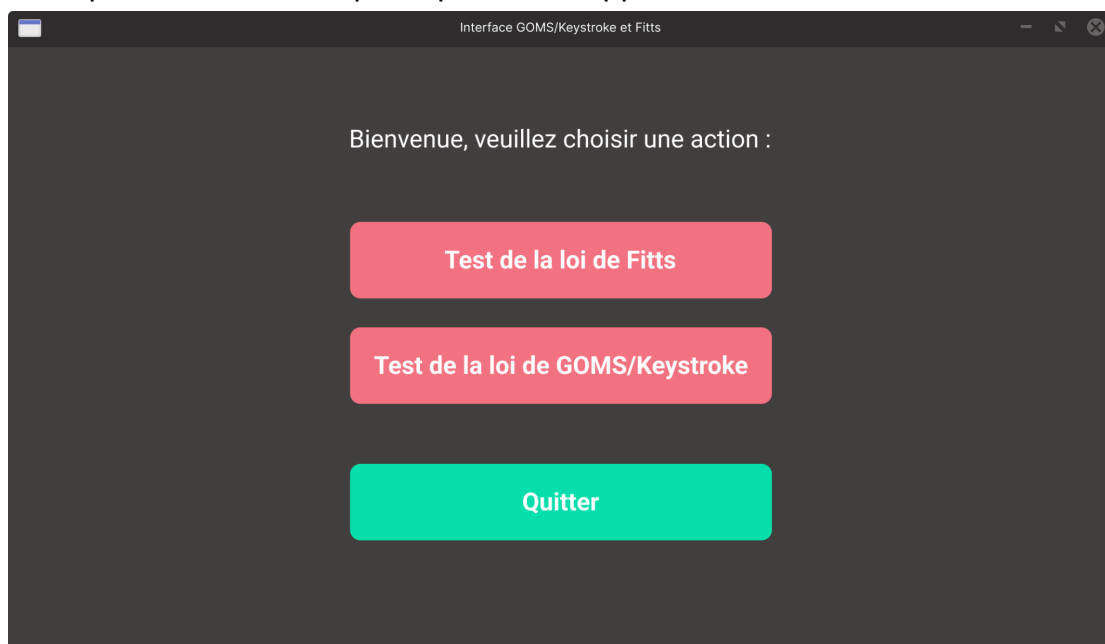 Interface GOMS/Keystroke et Fitts
Bienvenue, veuillez choisir une action :
Test de la loi de Fitts
Test de la loi de GOMS/Keystroke
Quitter